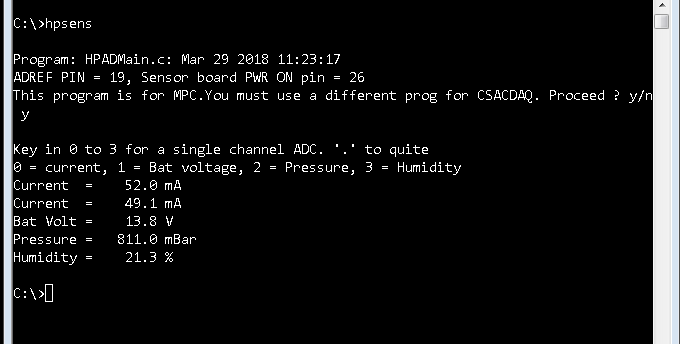 C:\>hpsens
Program: HPADMain.c: Mar 29 2018 11:23:17
ADREF PIN = 19, Sensor board PWR ON pin = 26
This program is for MPC.You must use a different prog for CSACDAQ. Proceed ? y/n
y
Key in 0 to 3 for a single channel ADC. '.' to quite
0 = current, 1 = Bat voltage, 2 = Pressure, 3 = Humidity
Current  =    52.0 mA
Current  =    49.1 mA
Bat Volt =    13.8 V
Pressure =   811.0 mBar
Humidity =    21.3 %
C:\>